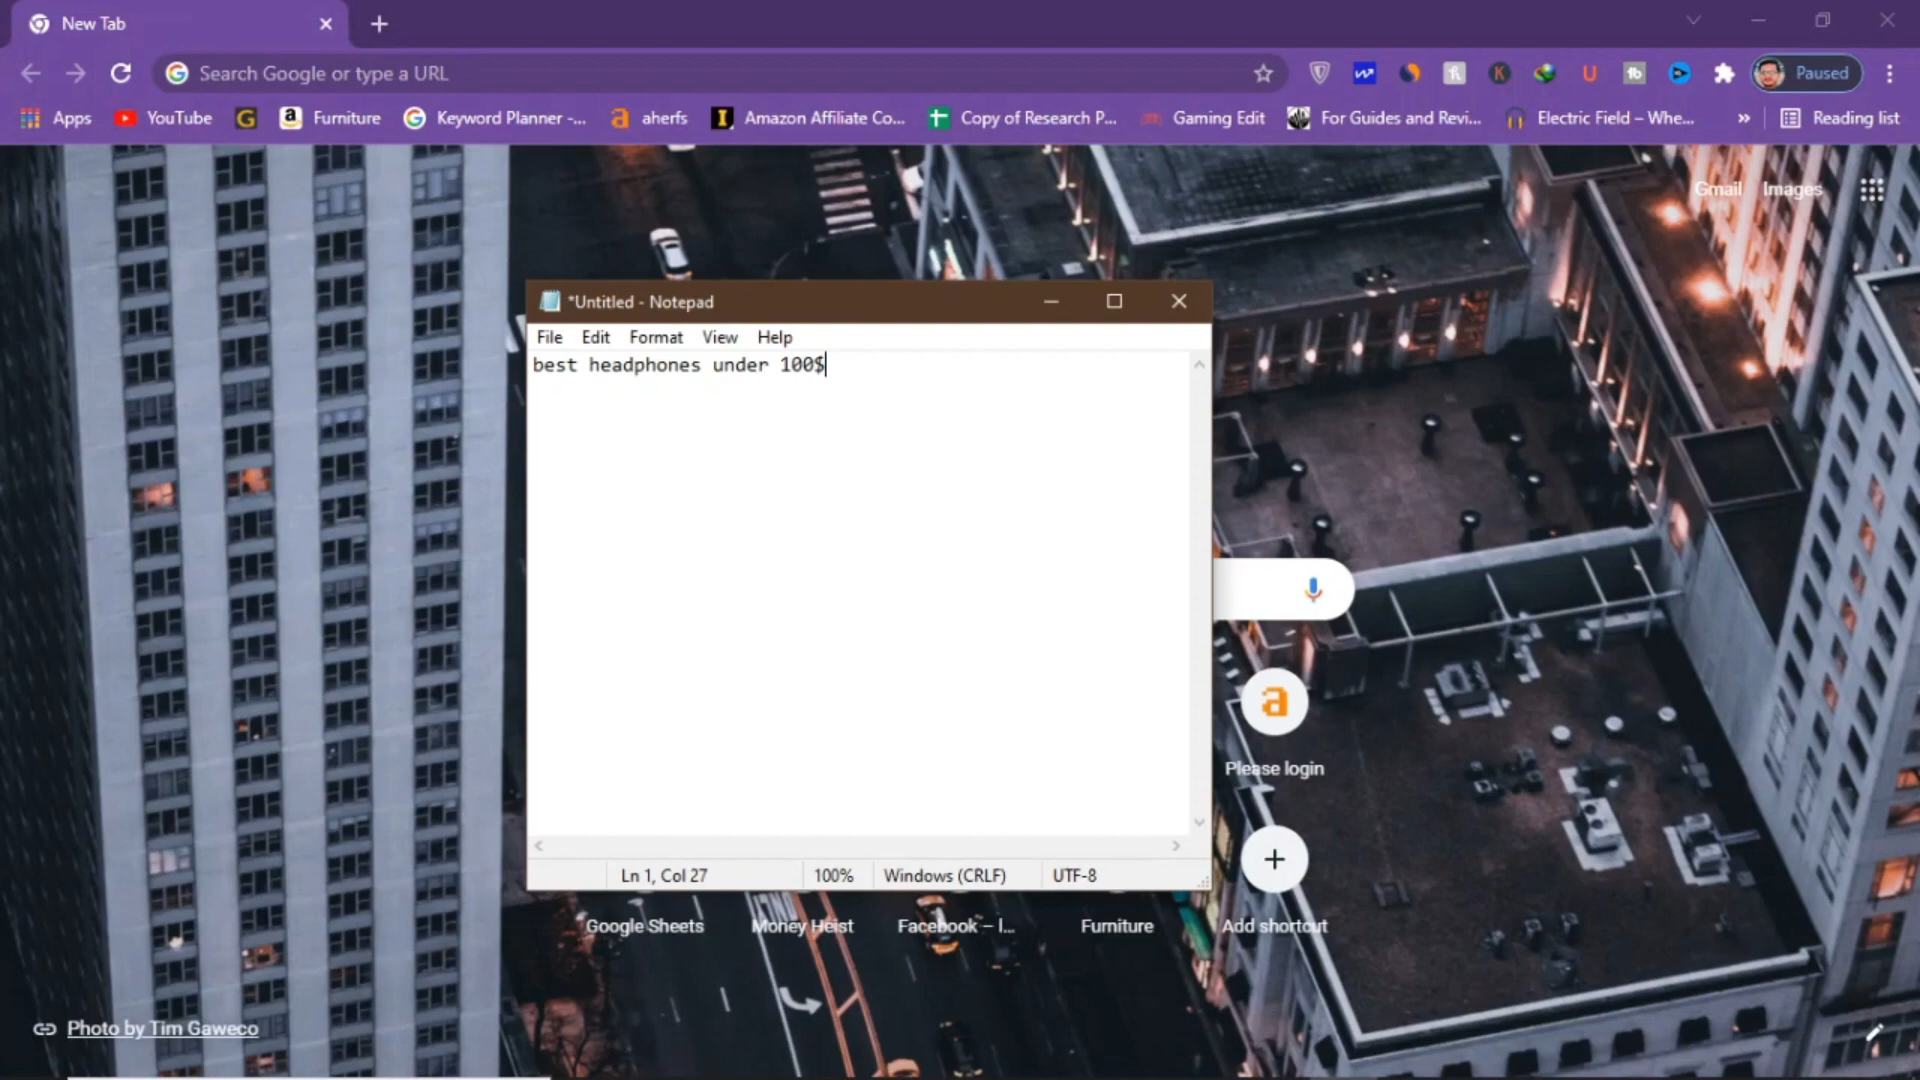 New Tab
Search Google or type a URL
Paused
Apps
YouTube
Furniture
Keyword Planner -...
aherfs
Amazon Affiliate Co...
Copy of Research P...
Gaming Edit
For Guides and Revi...
Electric Field – Whe...
»
Reading list
Gmail
Images
*Untitled - Notepad
File Edit Format View Help
best headphones under 100$
Please login
Ln 1, Col 27
100%
Windows (CRLF)
UTF-8
Google Sheets
Money Heist
Facebook – l...
Furniture
Add shortcut
Photo by Tim Gaweco